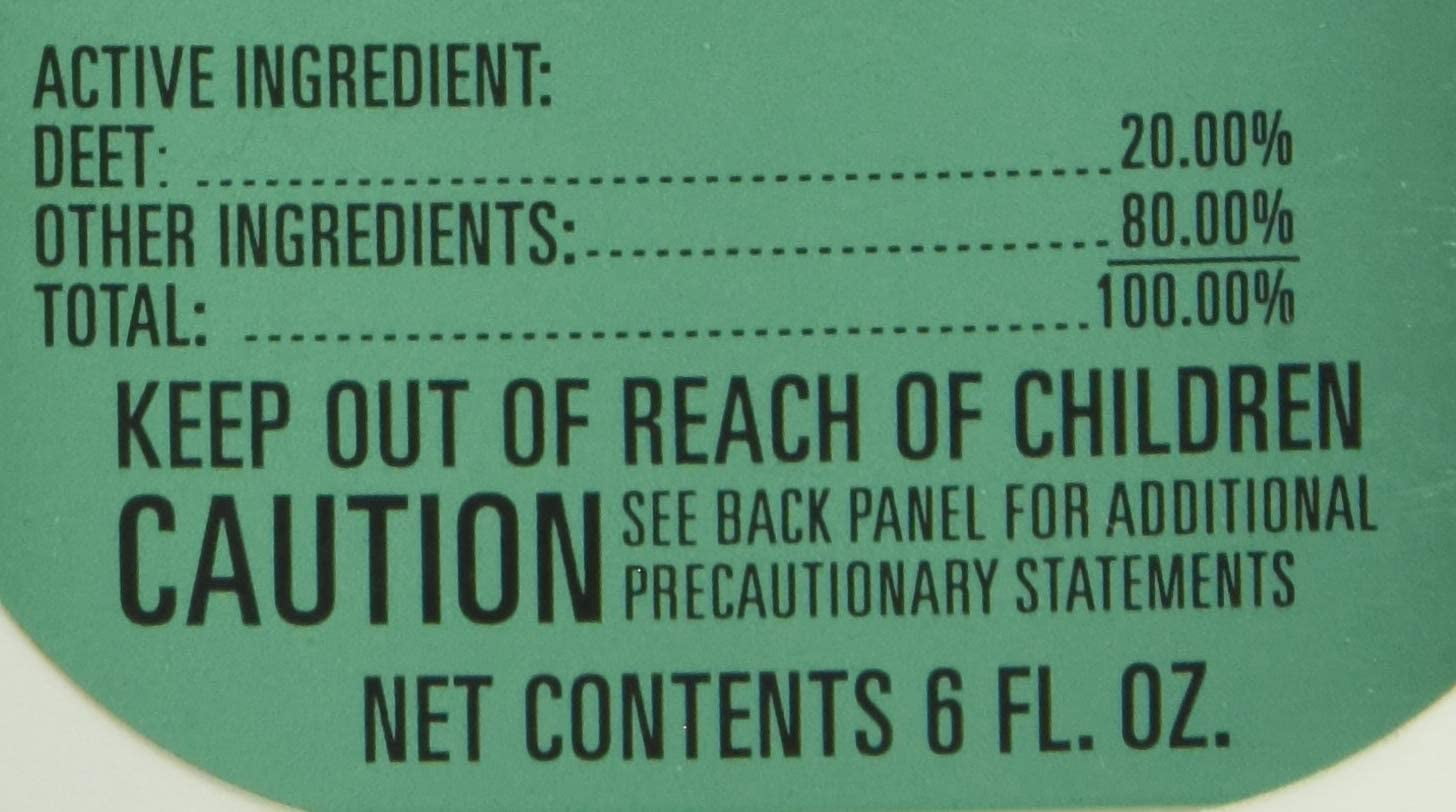 ACTIVE INGREDIENT:
DEET: 20.00%
OTHER INGREDIENTS: 80.00%
TOTAL: 100.00%
KEEP OUT OF REACH OF CHILDREN
CAUTION SEE BACK PANEL FOR ADDITIONAL
PRECAUTIONARY STATEMENTS
NET CONTENTS 6 FL. OZ.